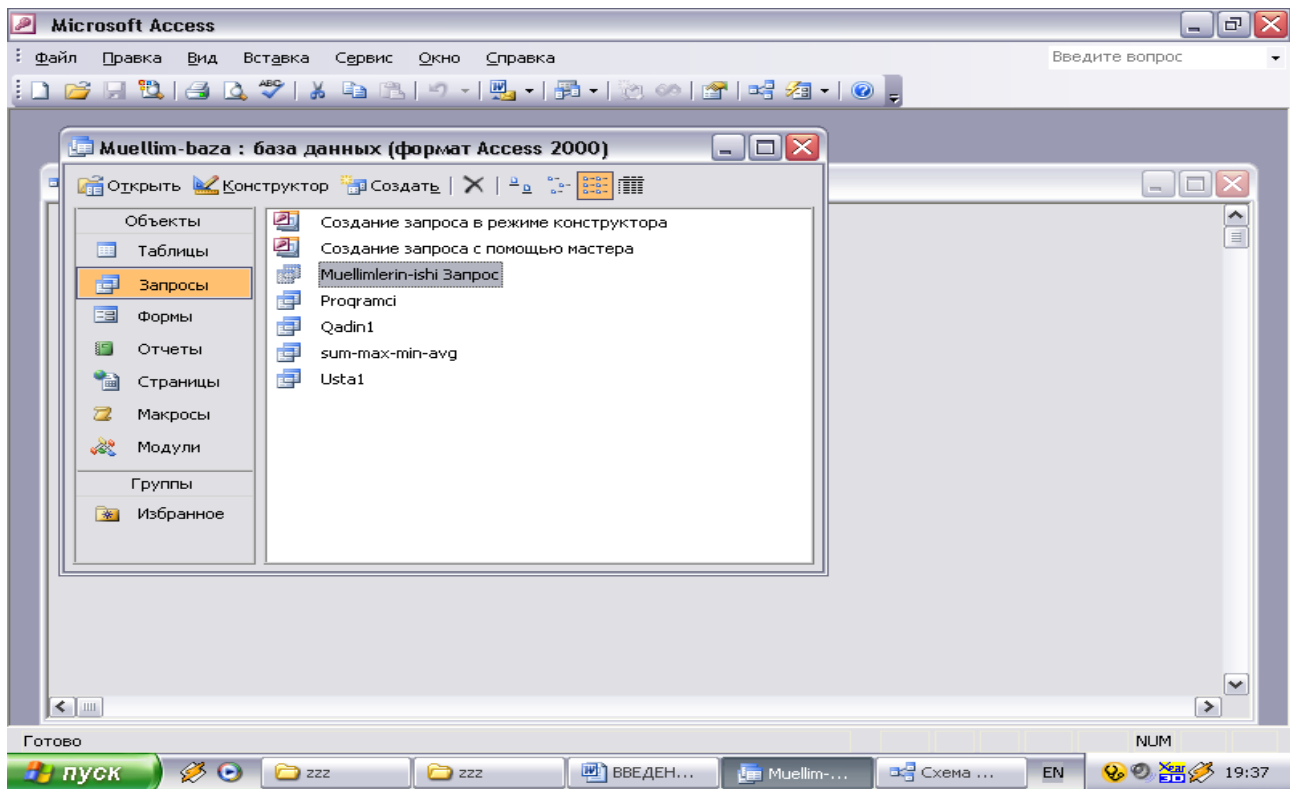 Microsoft Access
Файл Правка Вид Вставка Сервис Окно Справка Введите вопрос
Muellim-baza : база данных (формат Access 2000)
Открыть Конструктор Создать
Объекты
Таблицы
Запросы
Формы
Отчеты
Страницы
Макросы
Модули
Группы
Избранное
Создание запроса в режиме конструктора
Создание запроса с помощью мастера
Muellimlerin-ishi Запрос
Proqramci
Qadin1
sum-max-min-avg
Usta1
Готово NUM
пуск zzz zzz ВВЕДЕН... Muellim-... Схема ... EN 19:37